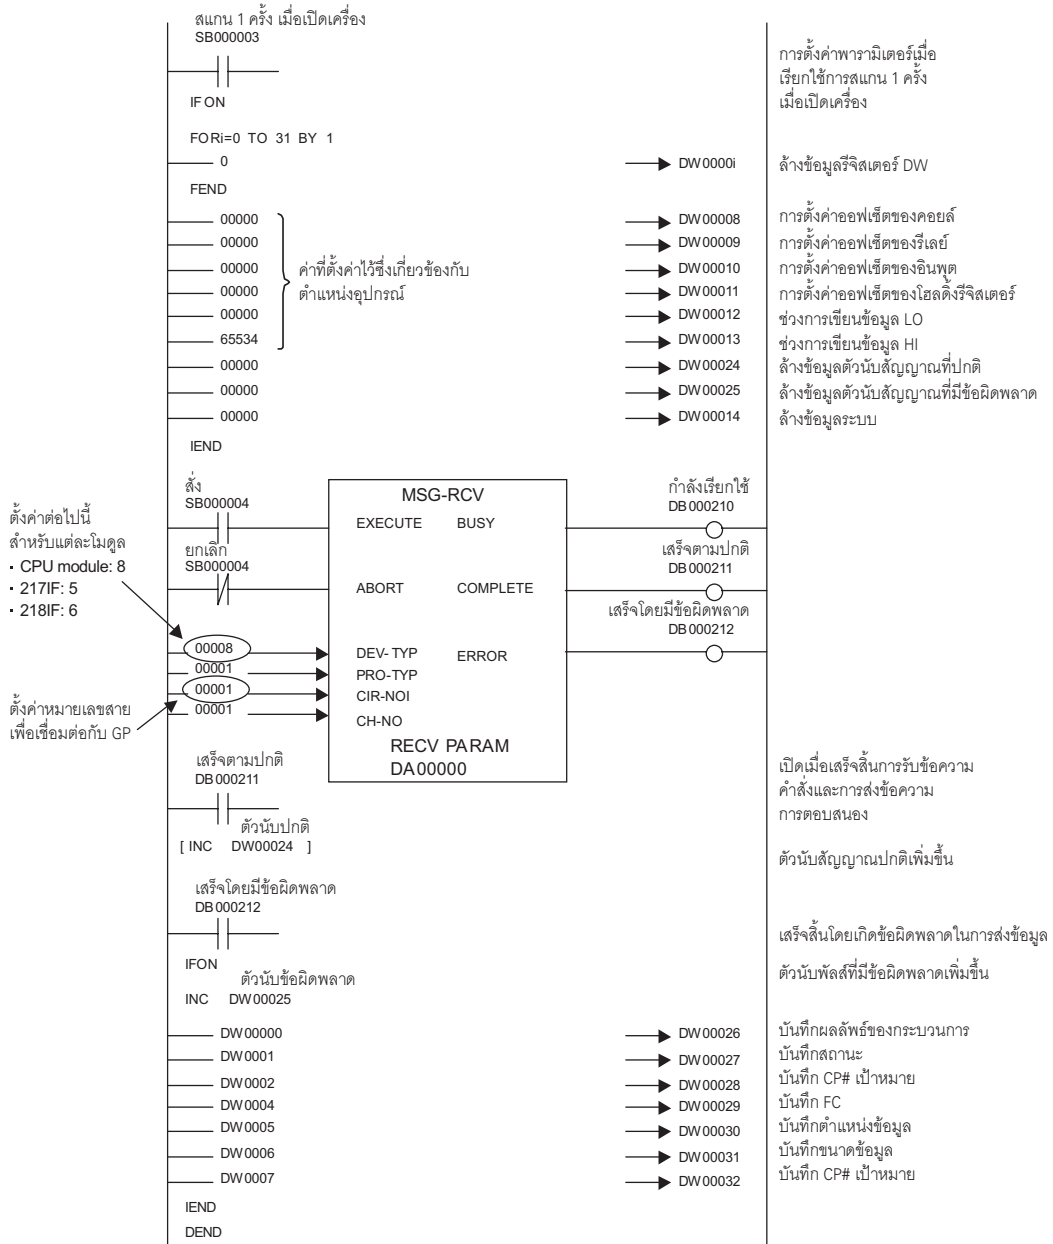 สแกน 1 ครั้ง เมื่อเปิดเครื่อง
SB000003
IF ON
การตั้งค่าพารามิเตอร์เมื่อ
เรียกใช้การสแกน 1 ครั้ง
เมื่อเปิดเครื่อง
FORi=0 TO 31 BY 1
0 DW0000i ล้างข้อมูลรีจิสเตอร์ DW
FEND
00000 DW00008 การตั้งค่าออฟเซ็ตของคอยล์
00000 DW00009 การตั้งค่าออฟเซ็ตของรีเลย์
00000 DW00010 การตั้งค่าออฟเซ็ตของอินพุต
00000 DW00011 การตั้งค่าออฟเซ็ตของโฮลดิ้งรีจิสเตอร์
00000 DW00012 ช่วงการเขียนข้อมูล LO
65534 DW00013 ช่วงการเขียนข้อมูล HI
ค่าที่ตั้งค่าไว้ซึ่งเกี่ยวข้องกับ
ตำแหน่งอุปกรณ์
00000 DW00024 ล้างข้อมูลตัวนับสัญญาณที่ปกติ
00000 DW00025 ล้างข้อมูลตัวนับสัญญาณที่มีข้อผิดพลาด
00000 DW00014 ล้างข้อมูลระบบ
IEND
ตั้งค่าต่อไปนี้
สำหรับแต่ละโมดูล
- CPU module: 8
- 217IF: 5
- 218IF: 6
ตั้งค่าหมายเลขสาย
เพื่อเชื่อมต่อกับ GP
สั่ง
SB000004
ยกเลิก
SB000004
00008
00001
00001
00001
MSG-RCV
EXECUTE BUSY
ABORT COMPLETE
DEV-TYP ERROR
PRO-TYP
CIR-NOI
CH-NO
RECV PARAM
DA00000
กำลังเรียกใช้
DB000210
เสร็จตามปกติ
DB000211
เสร็จโดยมีข้อผิดพลาด
DB000212
เสร็จตามปกติ
DB000211
ตัวนับปกติ
[ INC DW00024 ]
เปิดเมื่อเสร็จสิ้นการรับข้อความ
คำสั่งและการส่งข้อความ
การตอบสนอง
ตัวนับสัญญาณปกติเพิ่มขึ้น
เสร็จโดยมีข้อผิดพลาด
DB000212
IFON
ตัวนับข้อผิดพลาด
INC DW00025
เสร็จสิ้นโดยเกิดข้อผิดพลาดในการส่งข้อมูล
ตัวนับพัลส์ที่มีข้อผิดพลาดเพิ่มขึ้น
DW00000 DW00026 บันทึกผลลัพธ์ของกระบวนการ
DW0001 DW00027 บันทึกสถานะ
DW0002 DW00028 บันทึก CP# เป้าหมาย
DW0004 DW00029 บันทึก FC
DW0005 DW00030 บันทึกตำแหน่งข้อมูล
DW0006 DW00031 บันทึกขนาดข้อมูล
DW0007 DW00032 บันทึก CP# เป้าหมาย
IEND
DEND